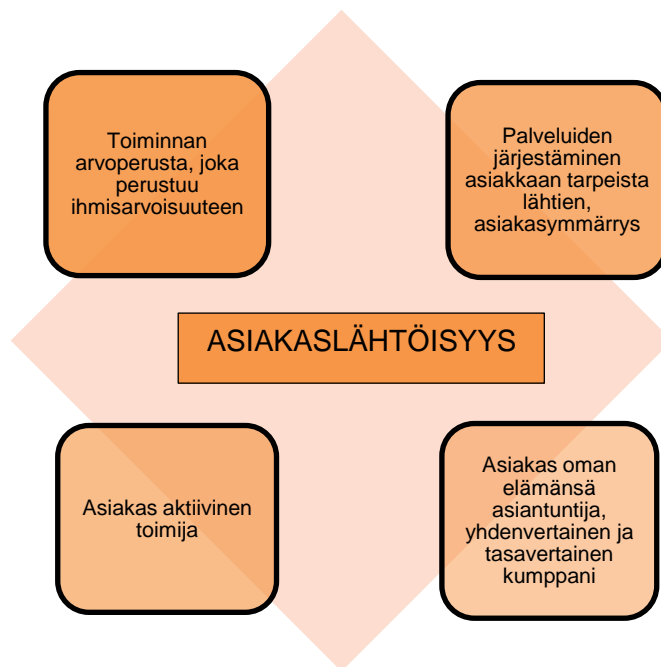 Toiminnan
arvoperusta, joka
perustuu
ihmisarvoisuuteen
Palveluiden
järjestäminen
asiakkaan tarpeista
lähtien,
asiakasymmärrys
ASIAKASLÄHTÖISYYS
Asiakas aktiivinen
toimija
Asiakas oman
elämänsä
asiantuntija,
yhdenvertainen ja
tasavertainen
kumppani